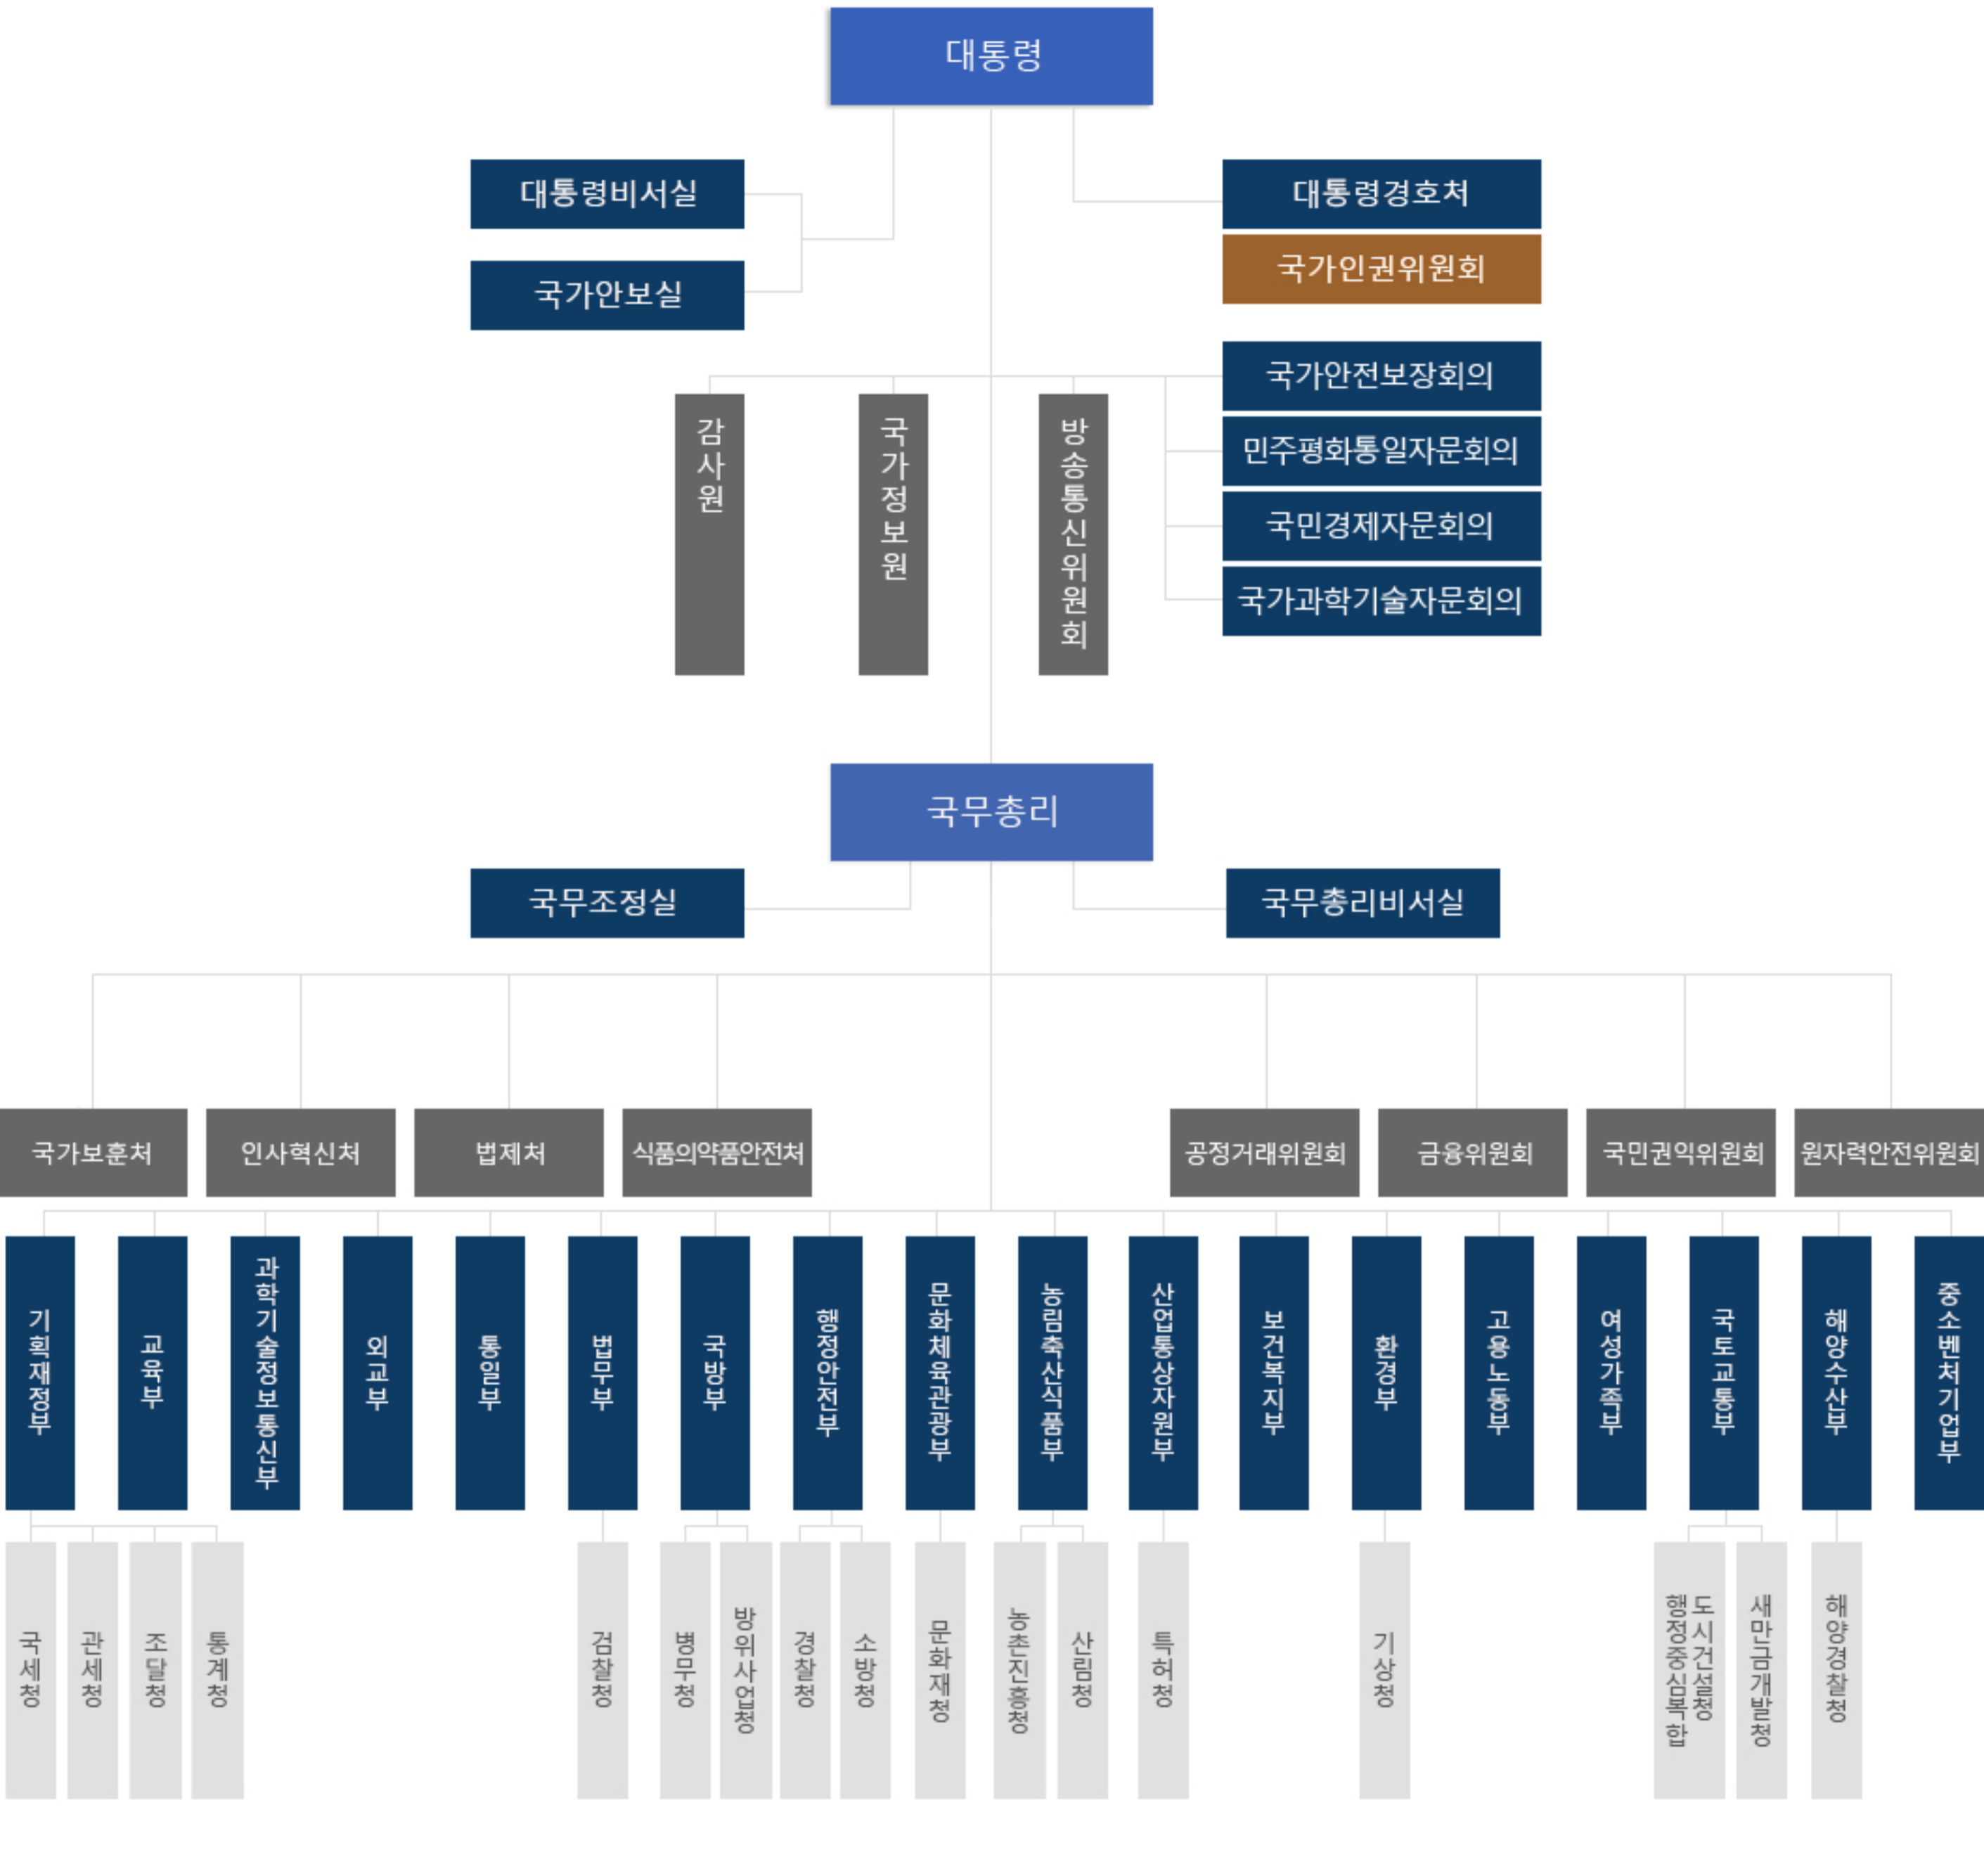 대통령
대통령비서실
대통령경호처
국가인권위원회
국가안보실
국가안전보장회의
민주평화통일자문회의
국민경제자문회의
국가과학기술자문회의
감사원
국가정보원
방송통신위원회
국무총리
국무조정실
국무총리비서실
국가보훈처
인사혁신처
법제처
식품의약품안전처
공정거래위원회
금융위원회
국민권익위원회
원자력안전위원회
기획재정부
교육부
과학기술정보통신부
외교부
통일부
법무부
국방부
행정안전부
문화체육관광부
농림축산식품부
산업통상자원부
보건복지부
환경부
고용노동부
여성가족부
국토교통부
해양수산부
중소벤처기업부
국세청
관세청
조달청
통계청
검찰청
병무청
방위사업청
경찰청
소방청
문화재청
농촌진흥청
산림청
특허청
기상청
행정중심복합
도시건설청
새만금개발청
해양경찰청